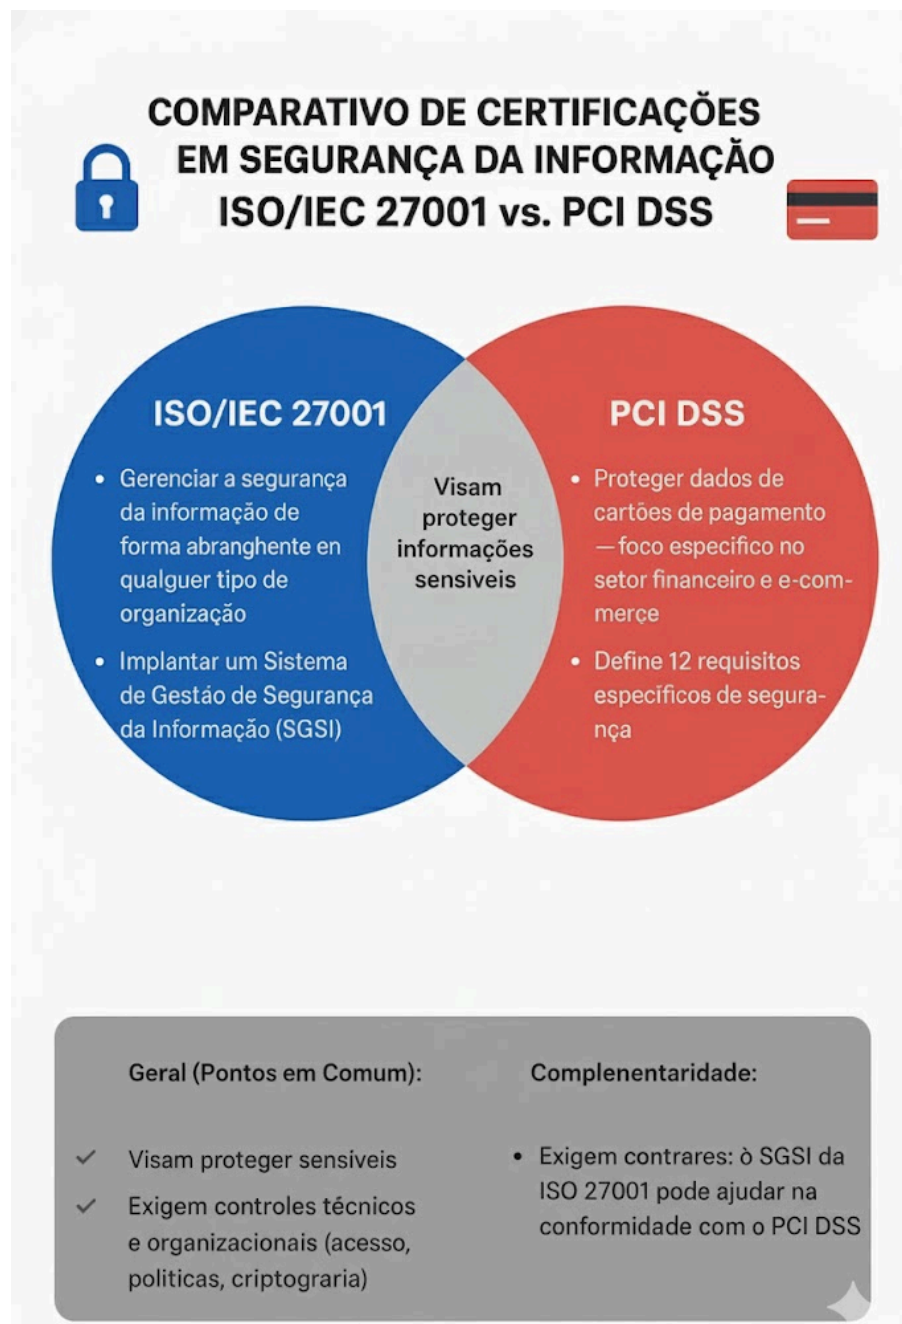 COMPARATIVO DE CERTIFICAÇÕES
EM SEGURANÇA DA INFORMAÇÃO
ISO/IEC 27001 vs. PCI DSS
ISO/IEC 27001
• Gerenciar a segurança
da informação de
forma abranghente en
qualguer tipo de
organização
• Implantar um Sistema
de Gestáo de Segurança
da Informação (SGSI)
Visam
proteger
informações
sensiveis
PCI DSS
• Proteger dados de
cartões de pagamento
— foco especifico no
setor financeiro e e-com-
merce
• Define 12 requisitos
específicos de segura-
nça
Geral (Pontos em Comum):
✓ Visam proteger sensíveis
✓ Exigem controles técnicos
e organizacionais (acesso,
politicas, criptograria)
Complenentaridade:
• Exigem contrares: ò SGSI da
ISO 27001 pode ajudar na
conformidade com o PCI DSS